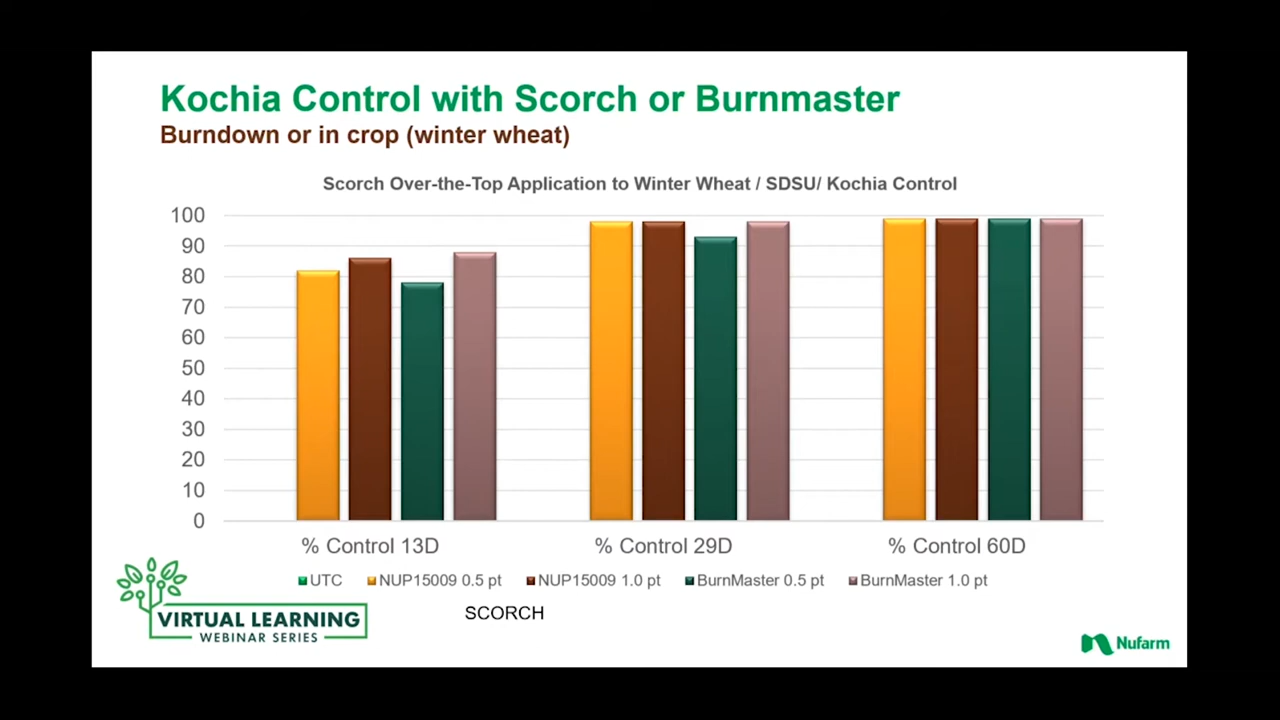 Kochia Control with Scorch or Burnmaster
Burndown or in crop (winter wheat)
Scorch Over-the-Top Application to Winter Wheat / SDSU/ Kochia Control
100
90
80
70
60
50
40
30
20
10
0
% Control 13D % Control 29D % Control 60D
UTC NUP15009 0.5 pt NUP15009 1.0 pt BurnMaster 0.5 pt BurnMaster 1.0 pt
SCORCH
VIRTUAL LEARNING
WEBINAR SERIES
Nufarm